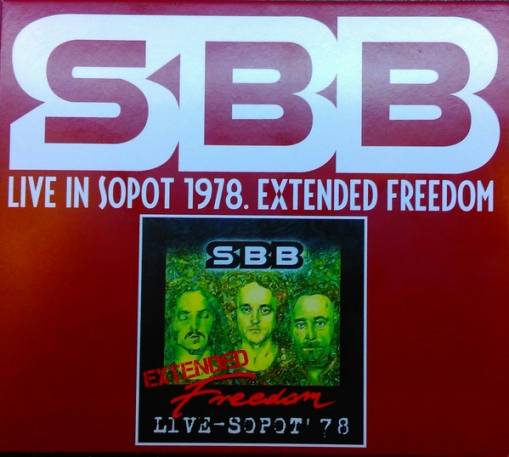 SBB
LIVE IN SOPOT 1978. EXTENDED FREEDOM
SBB
EXTENDED
Freedom
LIVE-SOPOT'78